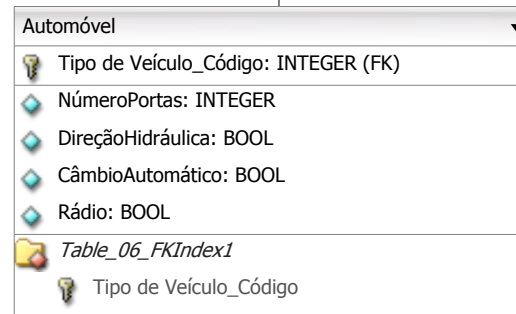 Automóvel
Tipo de Veículo_Código: INTEGER (FK)
NúmeroPortas: INTEGER
DireçãoHidráulica: BOOL
CâmbioAutomático: BOOL
Rádio: BOOL
Table_06_FKIndex1
Tipo de Veículo_Código